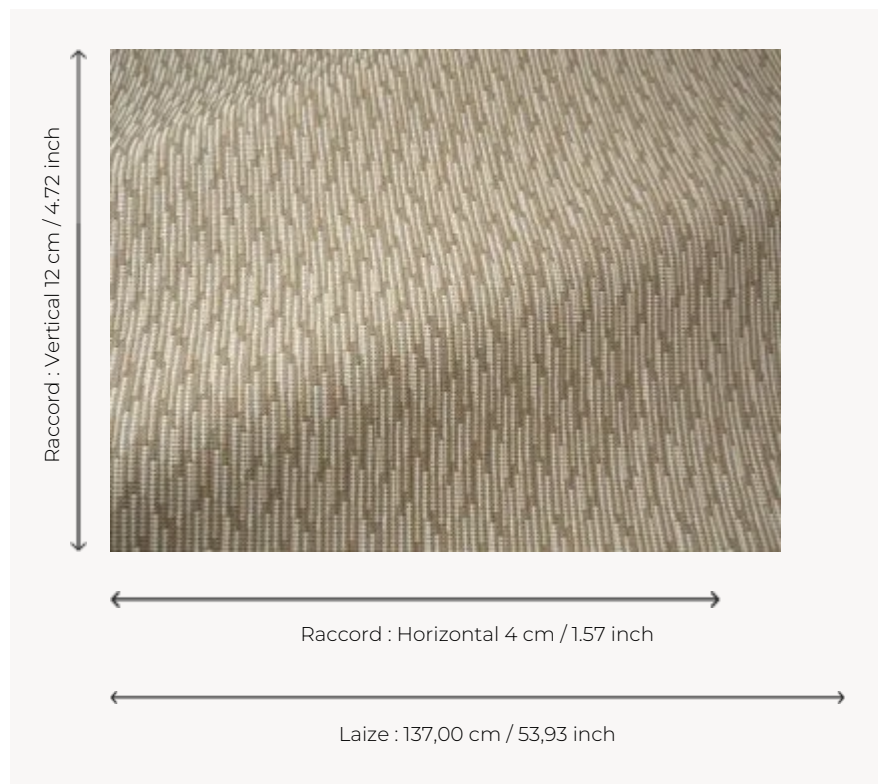 Raccord : Vertical 12 cm / 4.72 inch
Raccord : Horizontal 4 cm / 1.57 inch
Laize : 137,00 cm / 53,93 inch